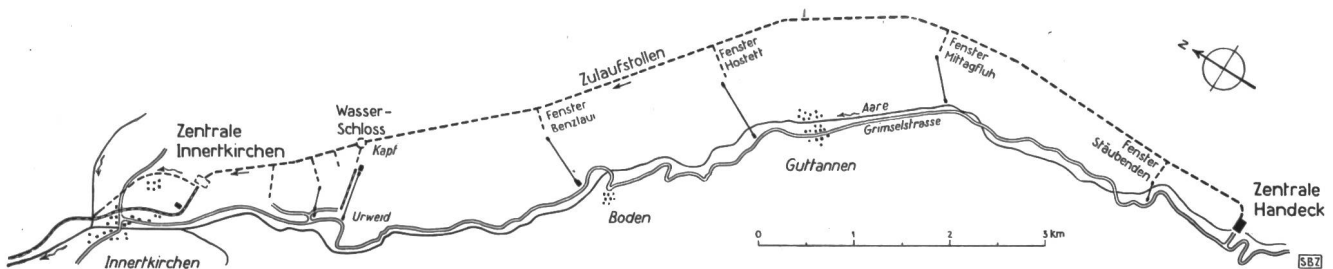 Zentrale
Innertkirchen
Wasser-
Schloss
Kapf
Urweid
Innertkirchen
Zulaufstollen
Fenster
Benzlaui
Boden
Fenster
Hostett
Guttannen
Aare
Grimselstrasse
Fenster
Mittagfluh
Fenster
Stäubenden
Zentrale
Handeck
N
0 1 2 3 km
SBZ